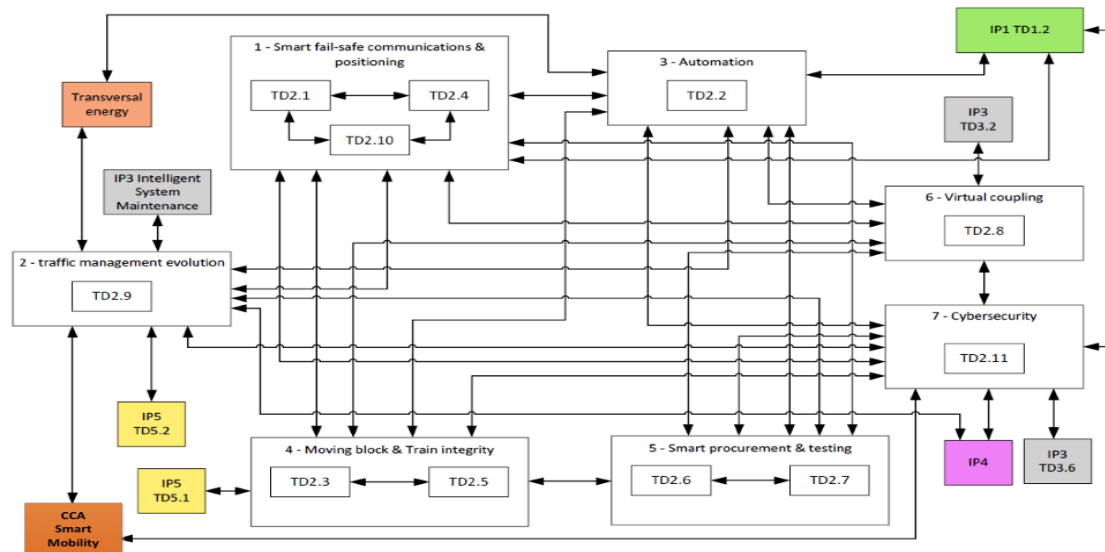 1 - Smart fail-safe communications &
positioning
TD2.1
TD2.4
TD2.10
3 - Automation
TD2.2
IP1 TD1.2
Transversal
energy
IP3
TD3.2
IP3 Intelligent
System
Maintenance
6 - Virtual coupling
TD2.8
2 - traffic management evolution
TD2.9
7 - Cybersecurity
TD2.11
IP5
TD5.2
4 - Moving block & Train integrity
TD2.3
TD2.5
5 - Smart procurement & testing
TD2.6
TD2.7
IP4
IP3
TD3.6
IP5
TD5.1
CCA
Smart
Mobility